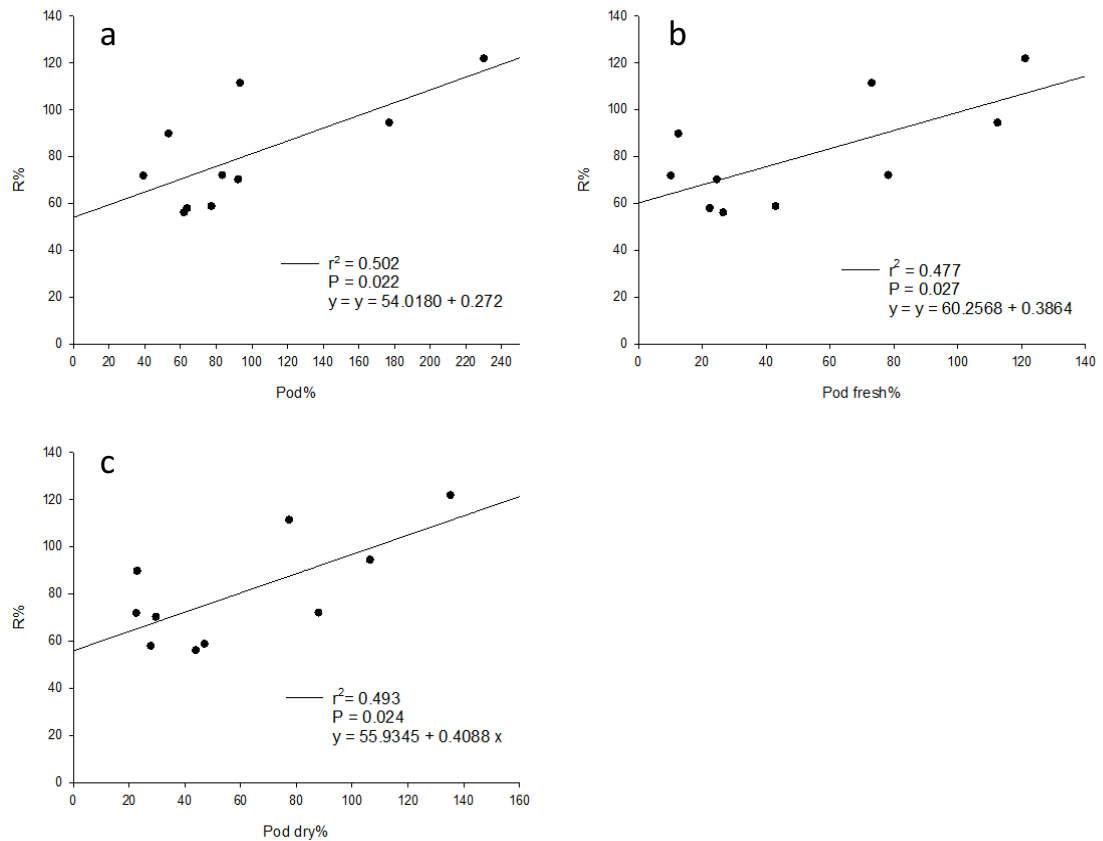 a
140
120
100
80
60
40
20
0
R%
0 20 40 60 80 100 120 140 160 180 200 220 240
Pod%
r² = 0.502
P = 0.022
y = y = 54.0180 + 0.272
b
140
120
100
80
60
40
20
0
R%
0 20 40 60 80 100 120 140
Pod fresh%
r² = 0.477
P = 0.027
y = y = 60.2568 + 0.3864
c
140
120
100
80
60
40
20
0
R%
0 20 40 60 80 100 120 140 160
Pod dry%
r²= 0.493
P = 0.024
y = 55.9345 + 0.4088 x